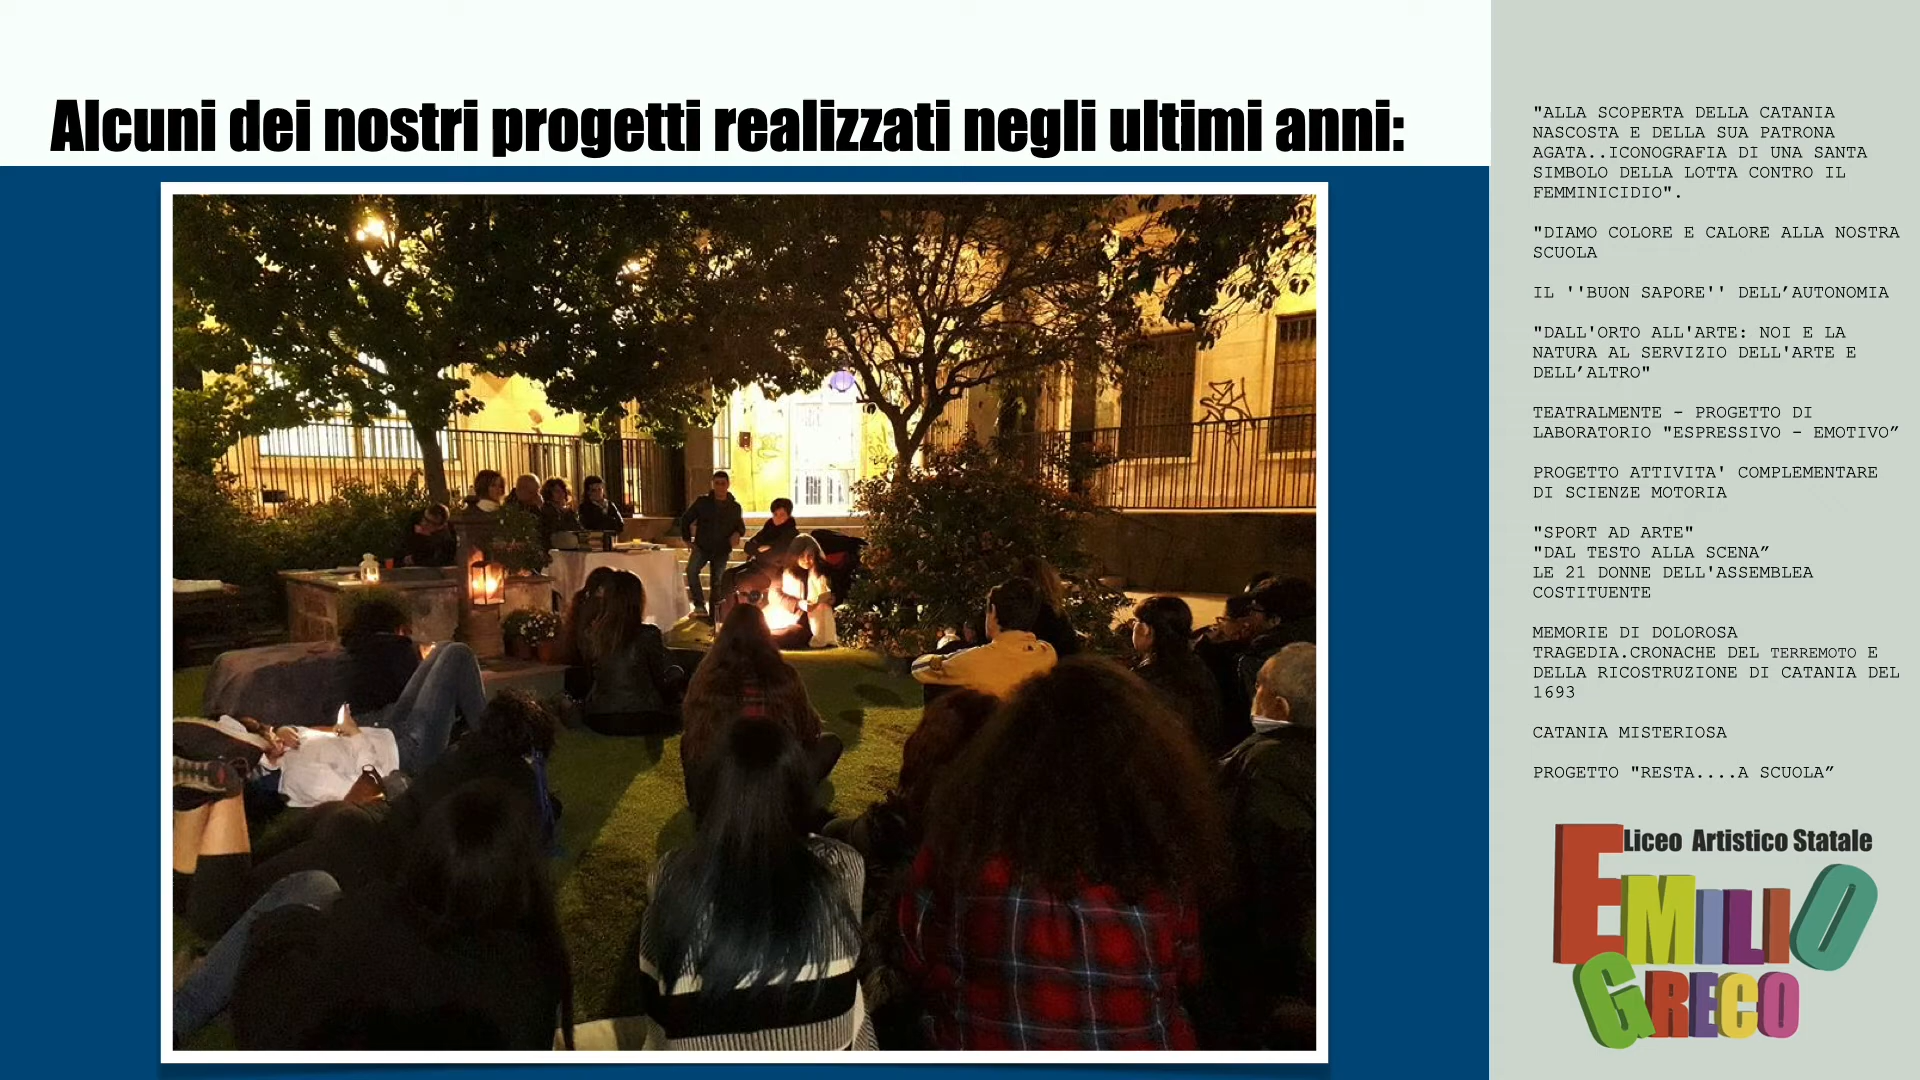 Alcuni dei nostri progetti realizzati negli ultimi anni:
"ALLA SCOPERTA DELLA CATANIA
NASCOSTA E DELLA SUA PATRONA
AGATA..ICONOGRAFIA DI UNA SANTA
SIMBOLO DELLA LOTTA CONTRO IL
FEMMINICIDIO".
"DIAMO COLORE E CALORE ALLA NOSTRA
SCUOLA
IL ''BUON SAPORE'' DELL’AUTONOMIA
"DALL'ORTO ALL'ARTE: NOI E LA
NATURA AL SERVIZIO DELL'ARTE E
DELL’ALTRO"
TEATRALMENTE – PROGETTO DI
LABORATORIO "ESPRESSIVO – EMOTIVO”
PROGETTO ATTIVITA' COMPLEMENTARE
DI SCIENZE MOTORIA
"SPORT AD ARTE"
"DAL TESTO ALLA SCENA”
LE 21 DONNE DELL'ASSEMBLEA
COSTITUENTE
MEMORIE DI DOLOROSA
TRAGEDIA.CRONACHE DEL TERREMOTO E
DELLA RICOSTRUZIONE DI CATANIA DEL
1693
CATANIA MISTERIOSA
PROGETTO "RESTA....A SCUOLA”
Liceo Artistico Statale
EMILIO
GRECO